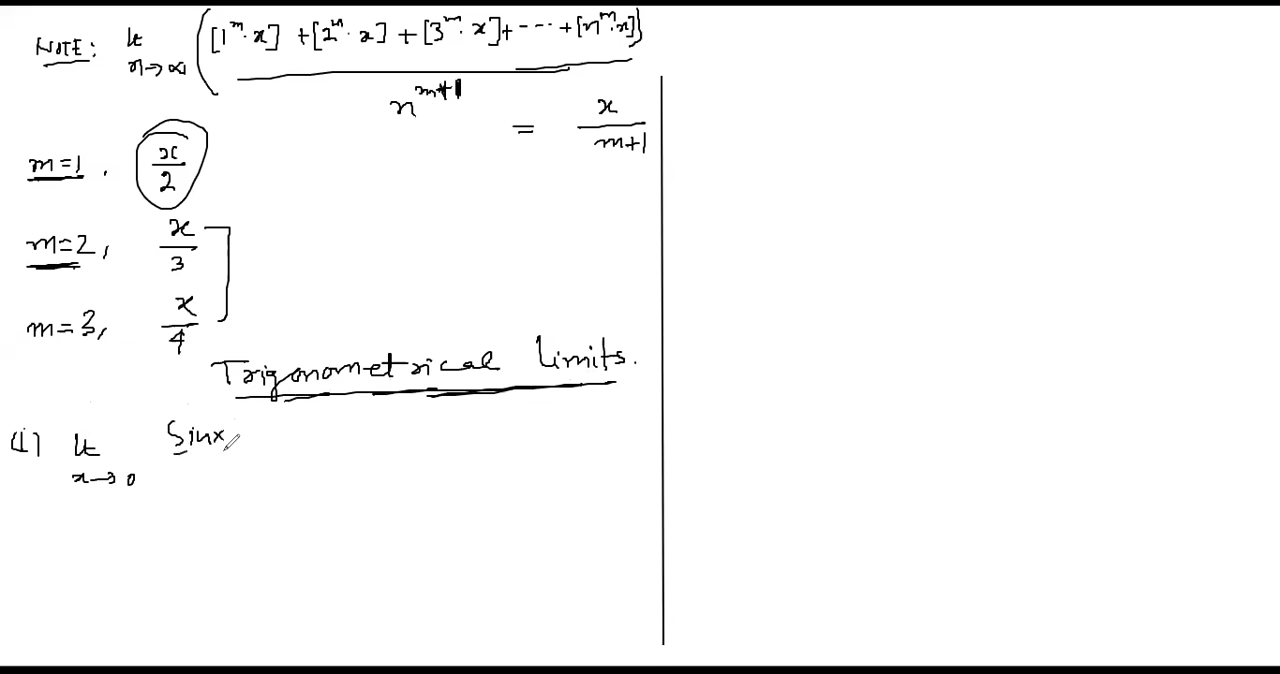 NOTE: lt n→∞ ([1^m·x] + [2^m·x] + [3^m·x] + ---- + [n^m·x]) / n^(m+1) = x/(m+1)
m=1, x/2
m=2, x/3
m=3, x/4
Trigonometrical Limits.
(1) lt x→0 Sinx